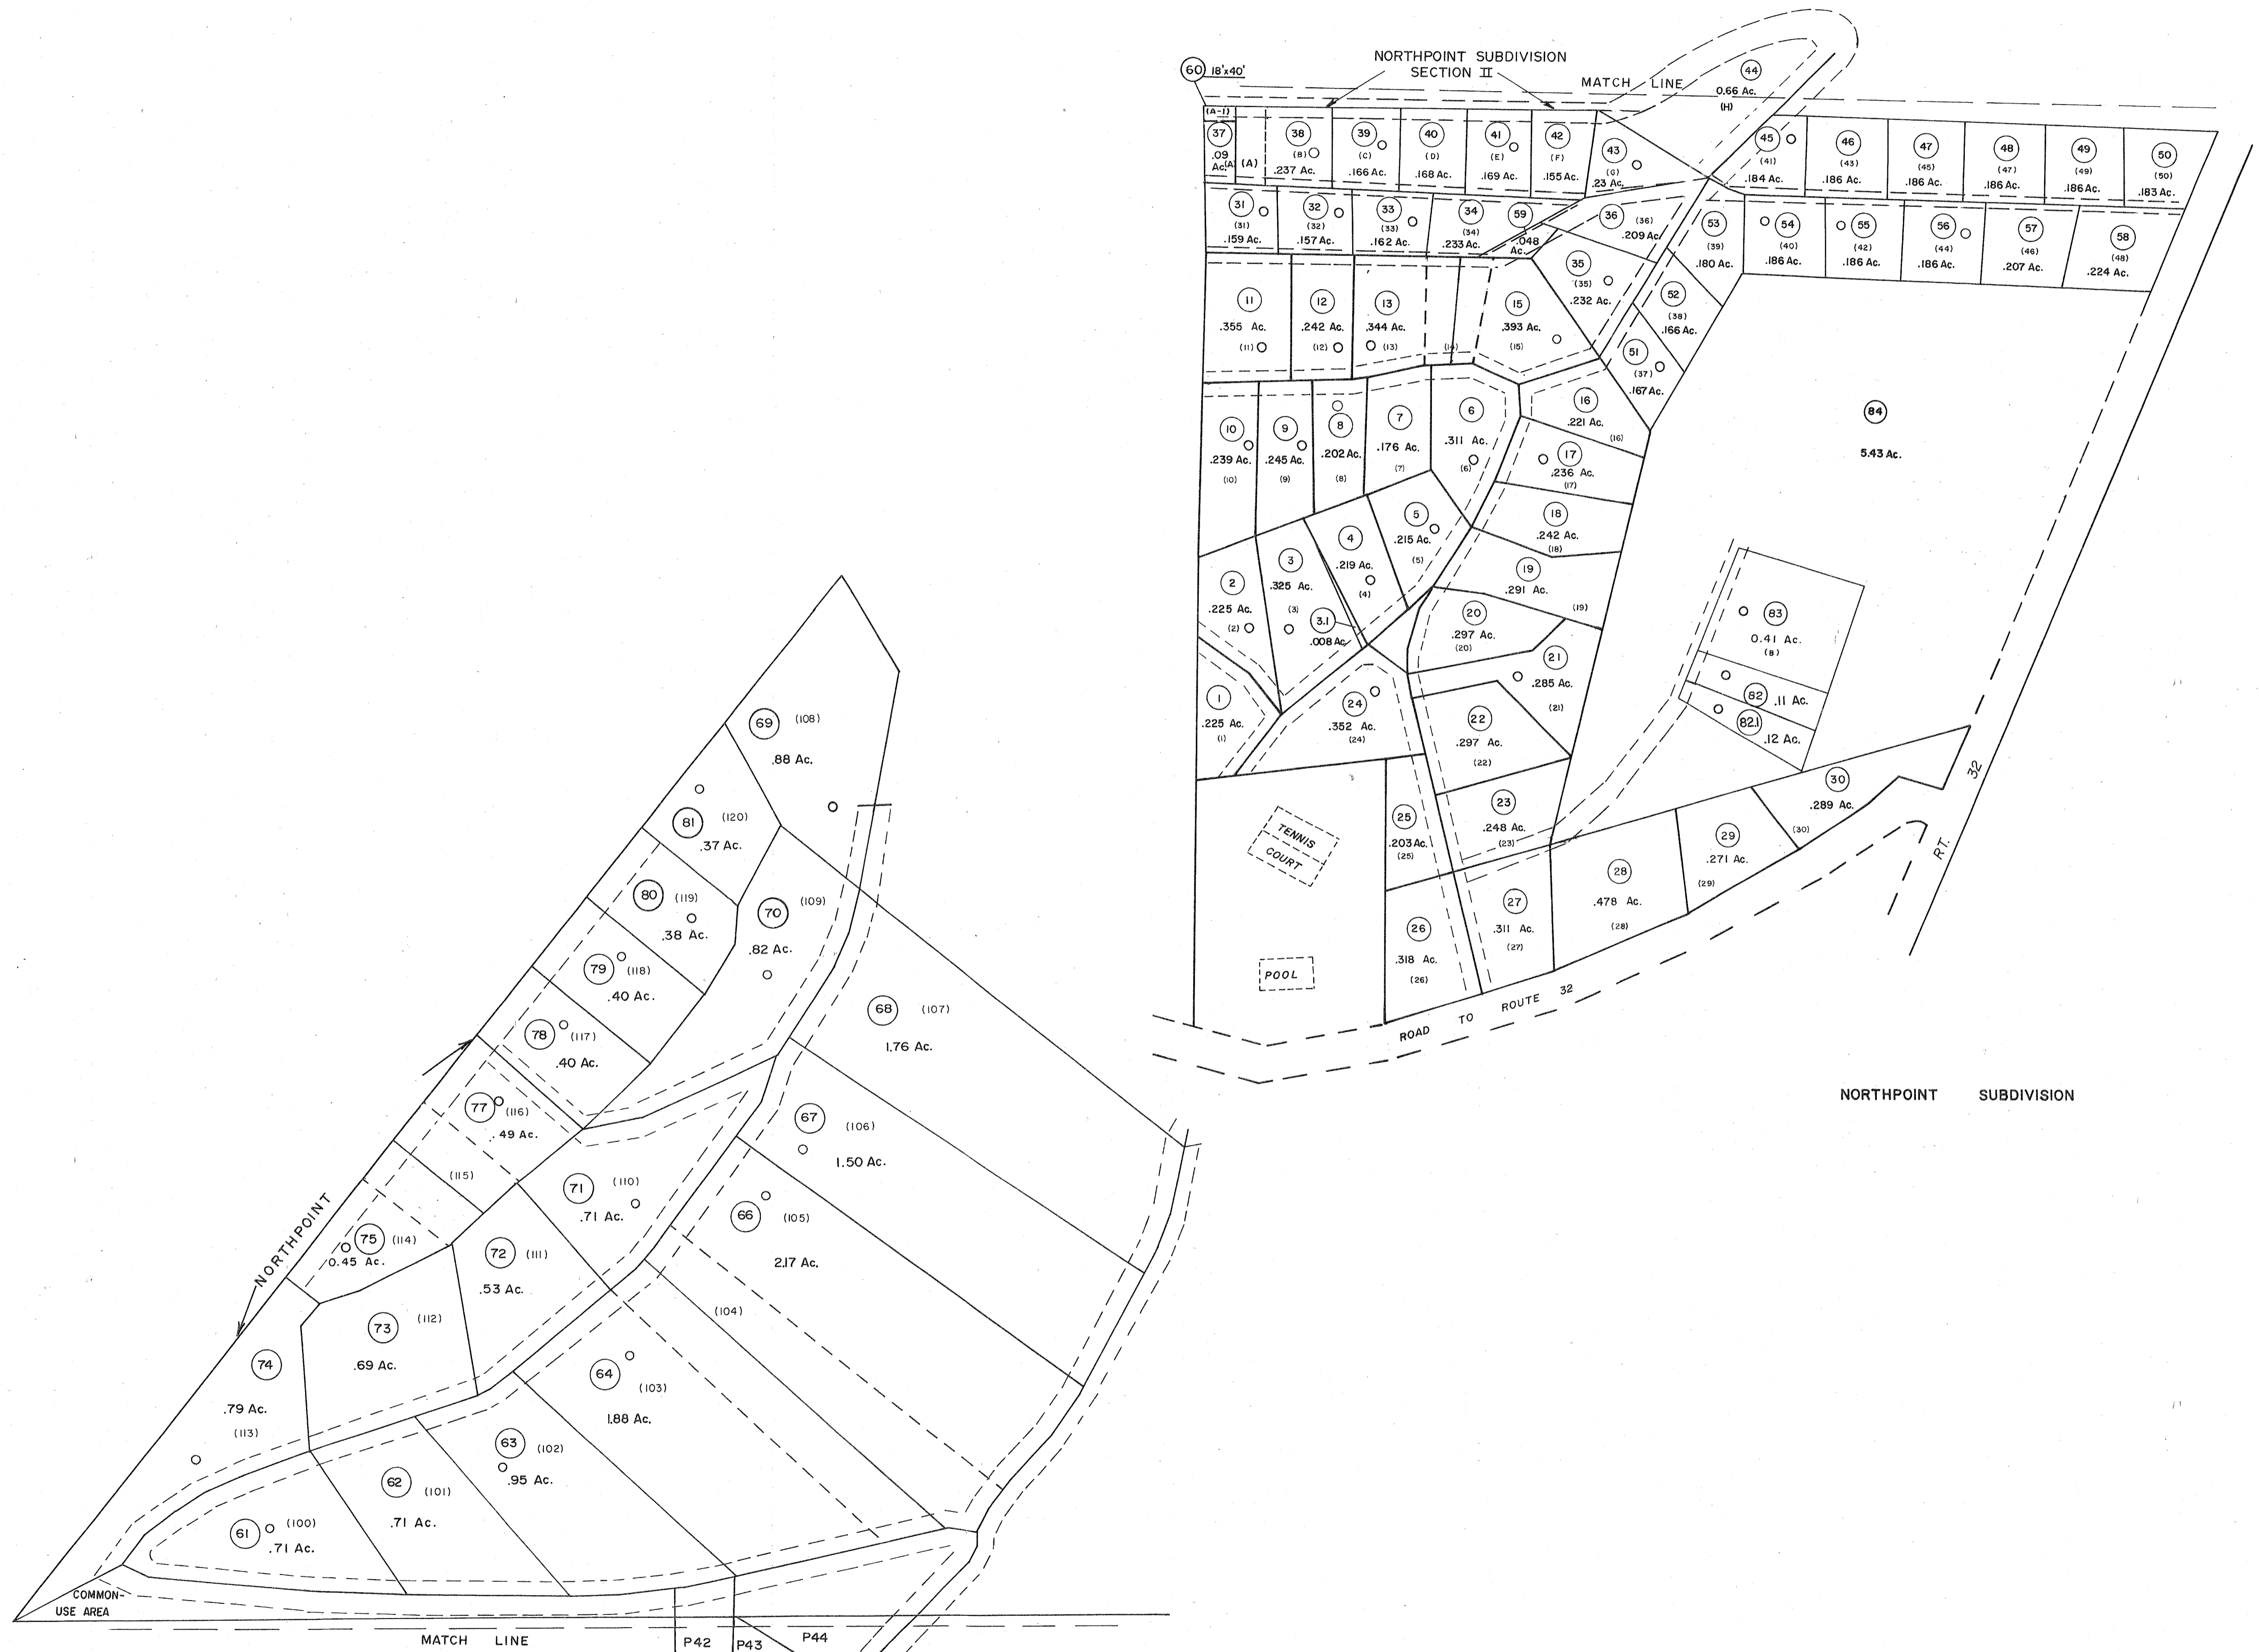 NORTHPOINT SUBDIVISION
SECTION II
MATCH LINE
60 18'x40'
(A-1)
37
.09
Ac.(A)
(A)
38
(B)
.237 Ac.
39
(C)
.166 Ac.
40
(D)
.168 Ac.
41
(E)
.169 Ac.
42
(F)
.155 Ac.
43
(G)
.23 Ac.
44
0.66 Ac.
(H)
45
(41)
.184 Ac.
46
(43)
.186 Ac.
47
(45)
.186 Ac.
48
(47)
.186 Ac.
49
(49)
.186 Ac.
50
(50)
.183 Ac.
31
(31)
.159 Ac.
32
(32)
.157 Ac.
33
(33)
.162 Ac.
34
(34)
.233 Ac.
59
.048
Ac.
36 (36)
.209 Ac.
35
(35)
.232 Ac.
53
(39)
.180 Ac.
54
(40)
.186 Ac.
55
(42)
.186 Ac.
56
(44)
.186 Ac.
57
(46)
.207 Ac.
58
(48)
.224 Ac.
52
(38)
.166 Ac.
51
(37)
.167 Ac.
11
.355 Ac.
(11)
12
.242 Ac.
(12)
13
.344 Ac.
(13)
(14)
15
.393 Ac.
(15)
10
.239 Ac.
(10)
9
.245 Ac.
(9)
8
.202 Ac.
(8)
7
.176 Ac.
(7)
6
.311 Ac.
(6)
16
.221 Ac.
(16)
17
.236 Ac.
(17)
18
.242 Ac.
(18)
19
.291 Ac.
(19)
84
5.43 Ac.
5
.215 Ac.
(5)
4
.219 Ac.
(4)
3
.325 Ac.
(3)
3.1
.008 Ac.
2
.225 Ac.
(2)
1
.225 Ac.
(1)
20
.297 Ac.
(20)
21
.285 Ac.
(21)
22
.297 Ac.
(22)
23
.248 Ac.
(23)
24
.352 Ac.
(24)
25
.203 Ac.
(25)
26
.318 Ac.
(26)
27
.311 Ac.
(27)
28
.478 Ac.
(28)
29
.271 Ac.
(29)
30
.289 Ac.
(30)
83
0.41 Ac.
(8)
82 .11 Ac.
82.1
.12 Ac.
TENNIS
COURT
POOL
ROAD TO ROUTE 32
RT. 32
NORTHPOINT SUBDIVISION
69 (108)
.88 Ac.
81 (120)
.37 Ac.
80 (119)
.38 Ac.
79 (118)
.40 Ac.
78 (117)
.40 Ac.
70 (109)
.82 Ac.
68 (107)
1.76 Ac.
77 (116)
.49 Ac.
(115)
67 (106)
1.50 Ac.
71 (110)
.71 Ac.
66 (105)
2.17 Ac.
NORTHPOINT
75 (114)
0.45 Ac.
72 (111)
.53 Ac.
(104)
73 (112)
.69 Ac.
74
.79 Ac.
(113)
64
(103)
1.88 Ac.
63 (102)
.95 Ac.
62 (101)
.71 Ac.
61 (100)
.71 Ac.
COMMON-
USE AREA
MATCH LINE
P42
P43
P44